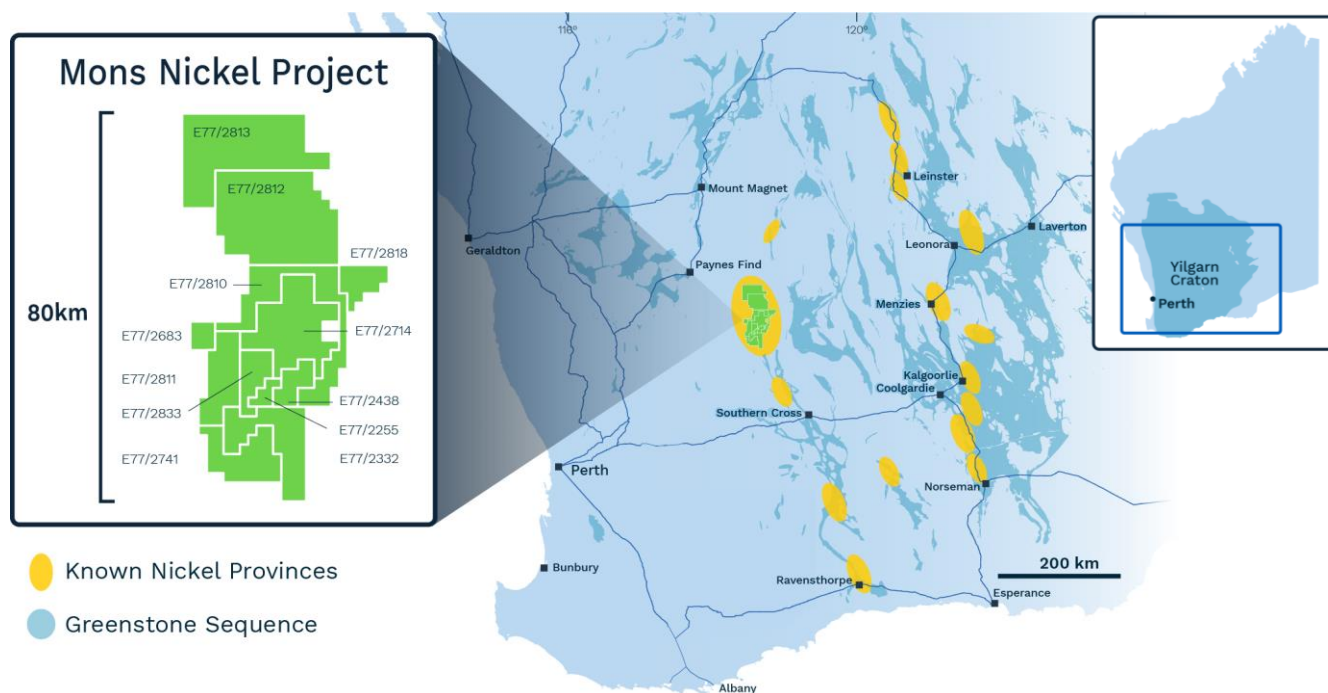 Mons Nickel Project
80km
E77/2813
E77/2812
E77/2818
E77/2810
E77/2714
E77/2683
E77/2811
E77/2833
E77/2438
E77/2255
E77/2741
E77/2332
Known Nickel Provinces
Greenstone Sequence
118°
120°
Leinster
Mount Magnet
Laverton
Geraldton
Leonora
Paynes Find
Menzies
Kalgoorlie
Coolgardie
Southern Cross
Perth
Norseman
Bunbury
Ravensthorpe
200 km
Esperance
Albany
Yilgarn
Craton
Perth